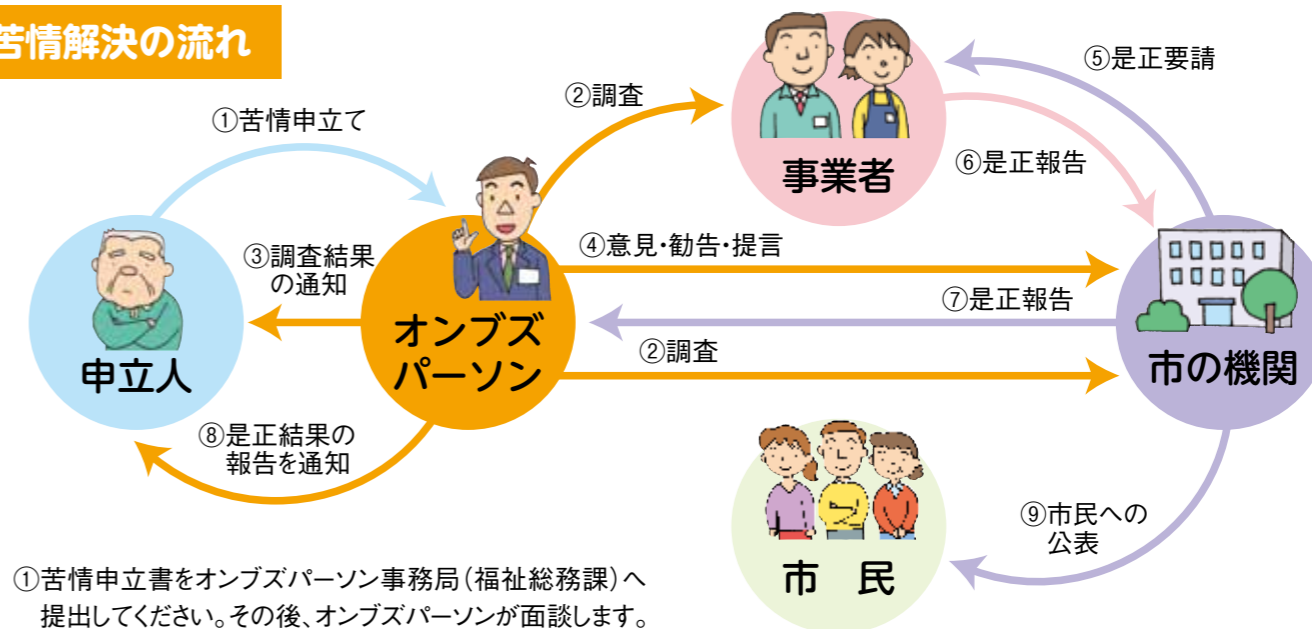 苦情解決の流れ
①苦情申立て
②調査
⑤是正要請
事業者
⑥是正報告
③調査結果
の通知
④意見・勧告・提言
⑦是正報告
オンブズ
パーソン
②調査
申立人
市の機関
⑧是正結果の
報告を通知
⑨市民への
公表
市 民
①苦情申立書をオンブズパーソン事務局(福祉総務課)へ
提出してください。その後、オンブズパーソンが面談します。